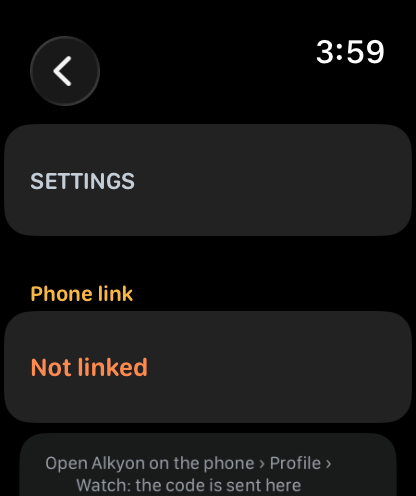 3:59
SETTINGS
Phone link
Not linked
Open Alkyon on the phone › Profile ›
Watch: the code is sent here